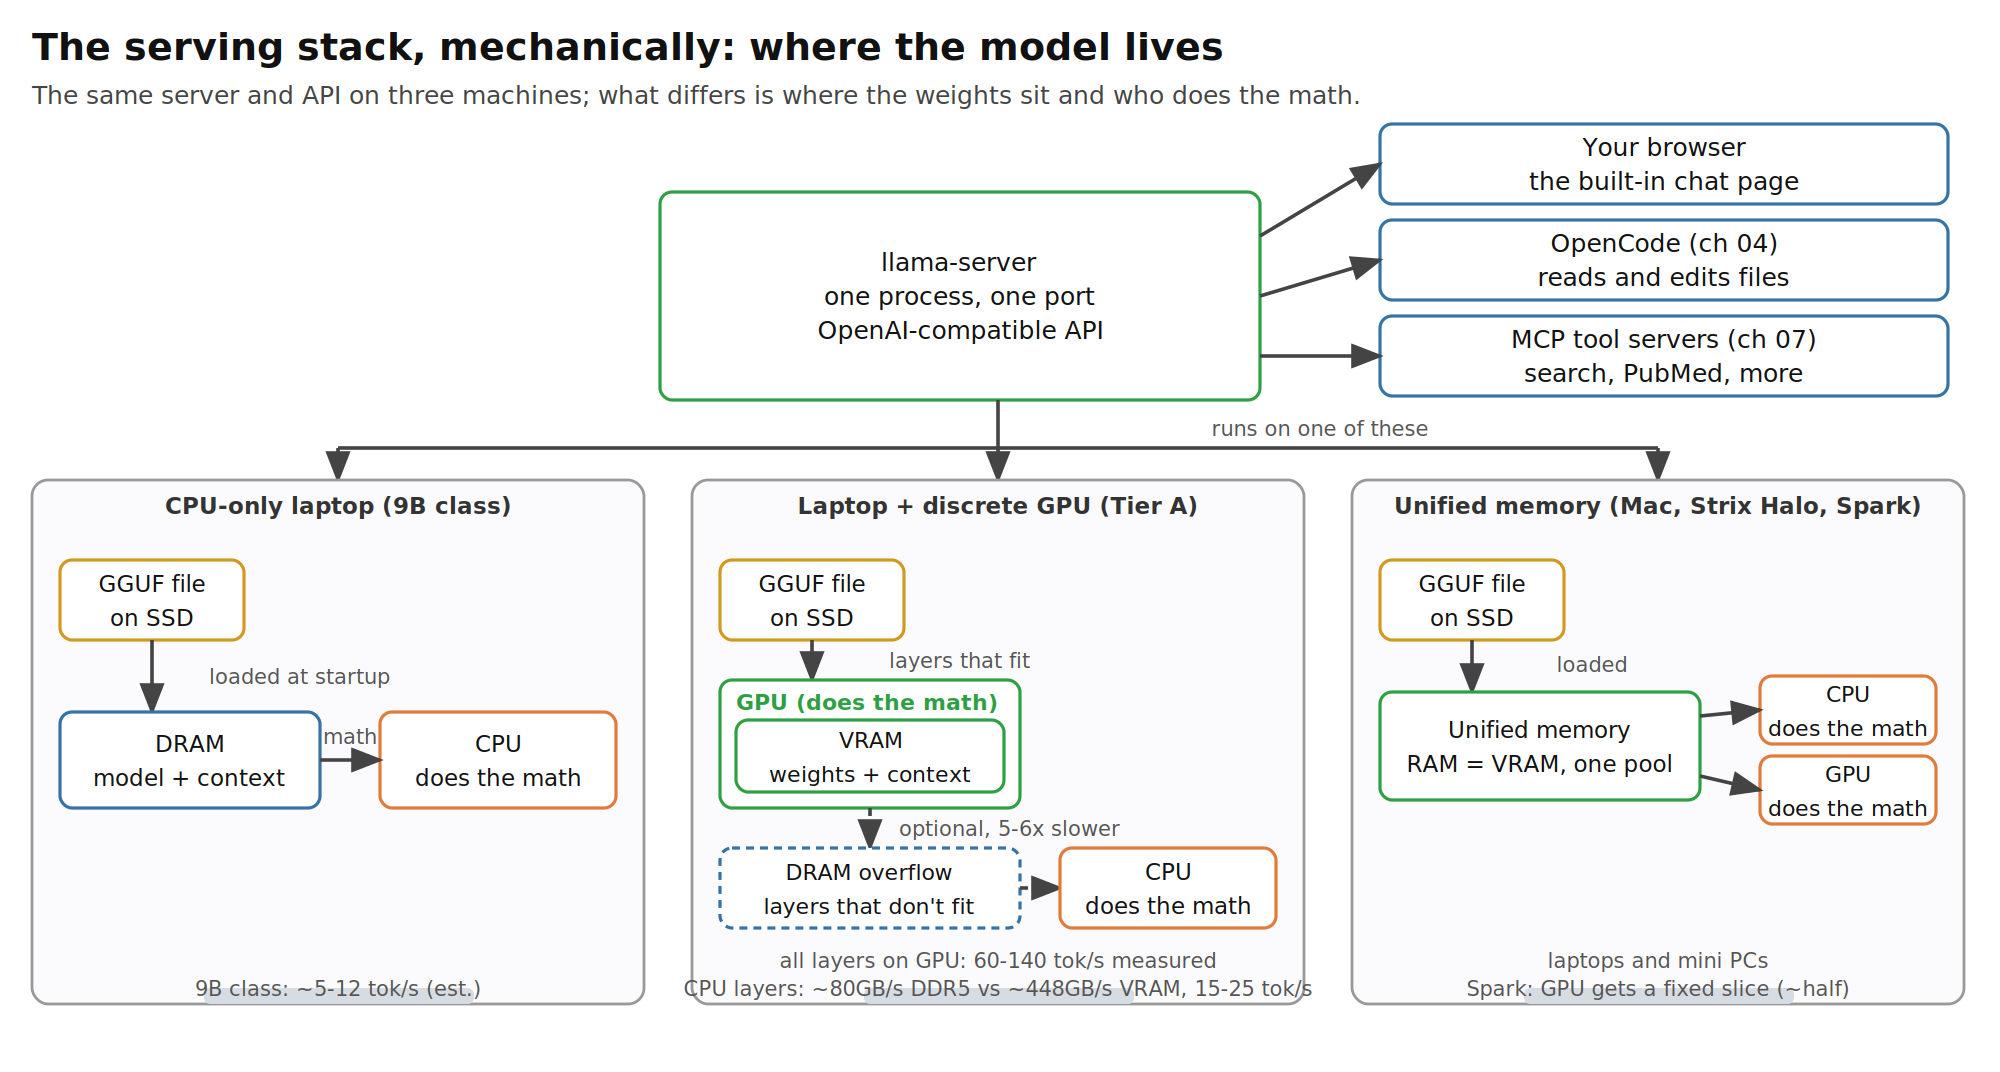 The serving stack, mechanically: where the model lives
The same server and API on three machines; what differs is where the weights sit and who does the math.
Your browser
the built-in chat page
llama-server
one process, one port
OpenAI-compatible API
OpenCode (ch 04)
reads and edits files
MCP tool servers (ch 07)
search, PubMed, more
runs on one of these
CPU-only laptop (9B class)
GGUF file
on SSD
loaded at startup
DRAM
model + context
math
CPU
does the math
9B class: ~5-12 tok/s (est.)
Laptop + discrete GPU (Tier A)
GGUF file
on SSD
layers that fit
GPU (does the math)
VRAM
weights + context
optional, 5-6x slower
DRAM overflow
layers that don't fit
CPU
does the math
all layers on GPU: 60-140 tok/s measured
CPU layers: ~80GB/s DDR5 vs ~448GB/s VRAM, 15-25 tok/s
Unified memory (Mac, Strix Halo, Spark)
GGUF file
on SSD
loaded
Unified memory
RAM = VRAM, one pool
CPU
does the math
GPU
does the math
laptops and mini PCs
Spark: GPU gets a fixed slice (~half)